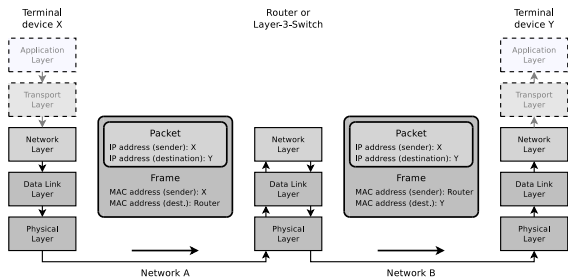 Terminal
device X
Router or
Layer-3-Switch
Terminal
device Y
Application
Layer
Transport
Layer
Network
Layer
Data Link
Layer
Physical
Layer
Packet
IP address (sender): X
IP address (destination): Y
Frame
MAC address (sender): X
MAC address (dest.): Router
Network
Layer
Data Link
Layer
Physical
Layer
Packet
IP address (sender): X
IP address (destination): Y
Frame
MAC address (sender): Router
MAC address (dest.): Y
Application
Layer
Transport
Layer
Network
Layer
Data Link
Layer
Physical
Layer
Network A
Network B